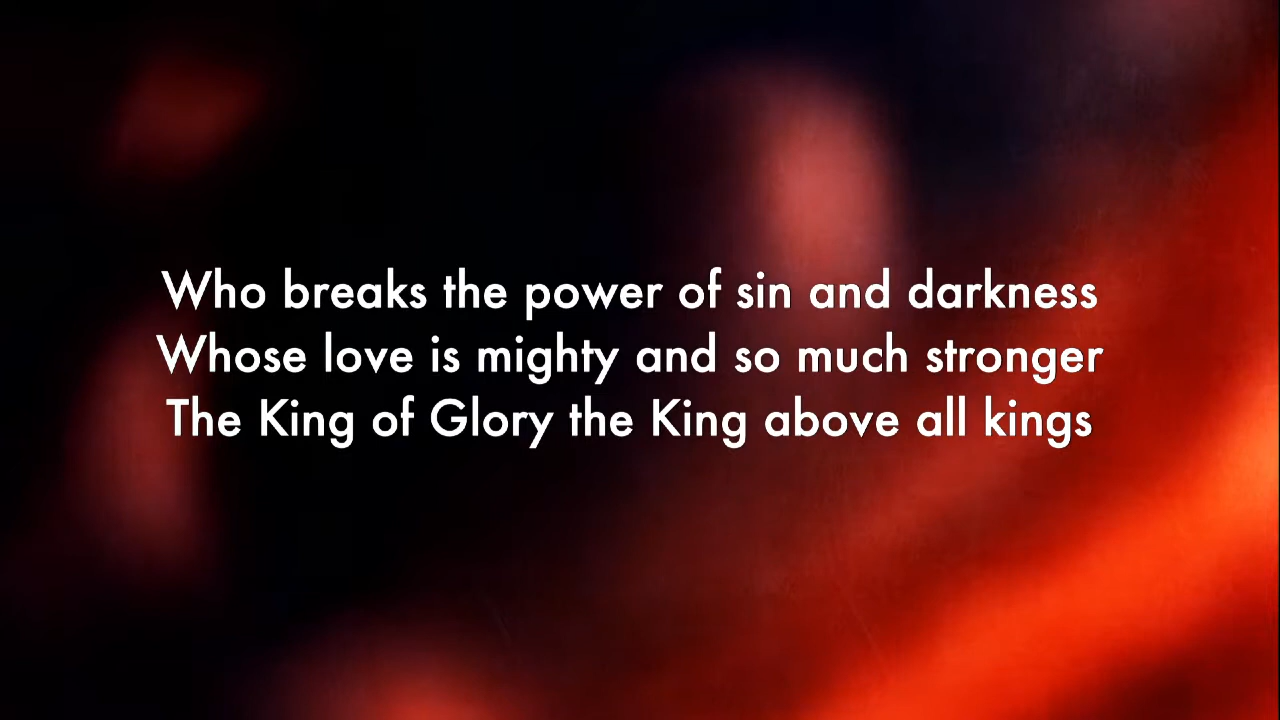 Who breaks the power of sin and darkness
Whose love is mighty and so much stronger
The King of Glory the King above all kings